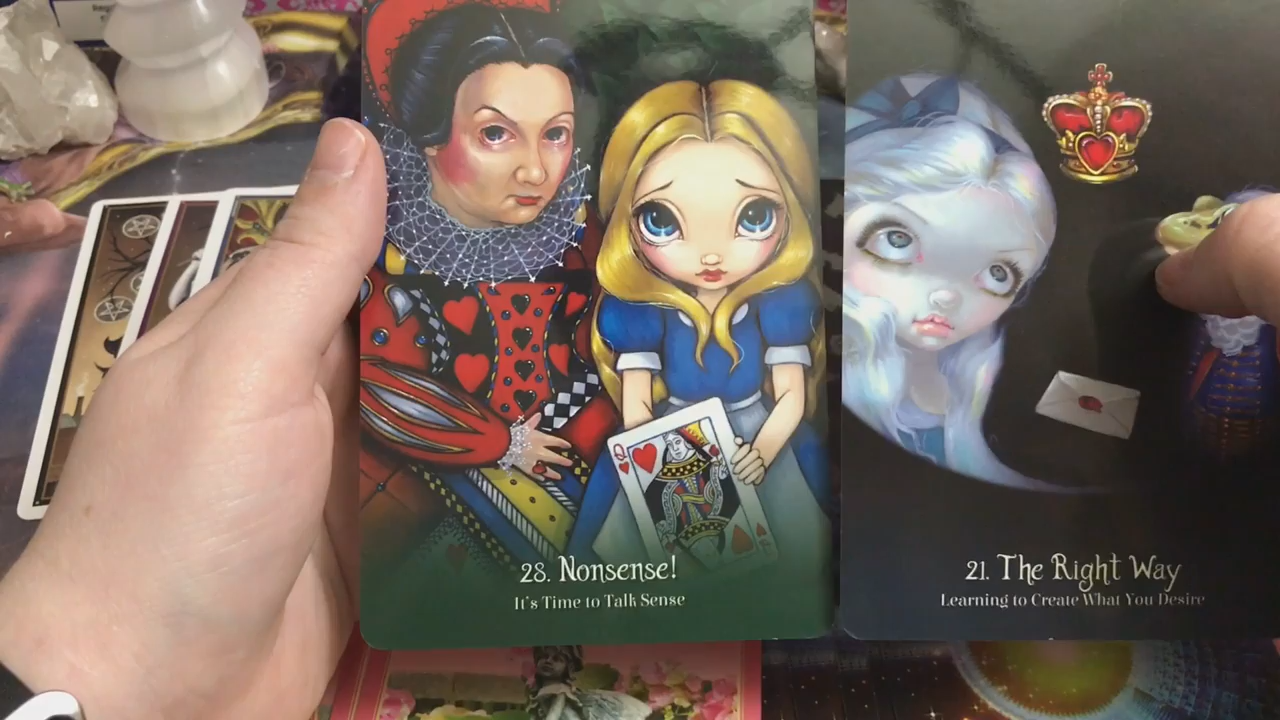 Q
28. Nonsense!
It's Time to Talk Sense
21. The Right Way
Learning to Create What You Desire